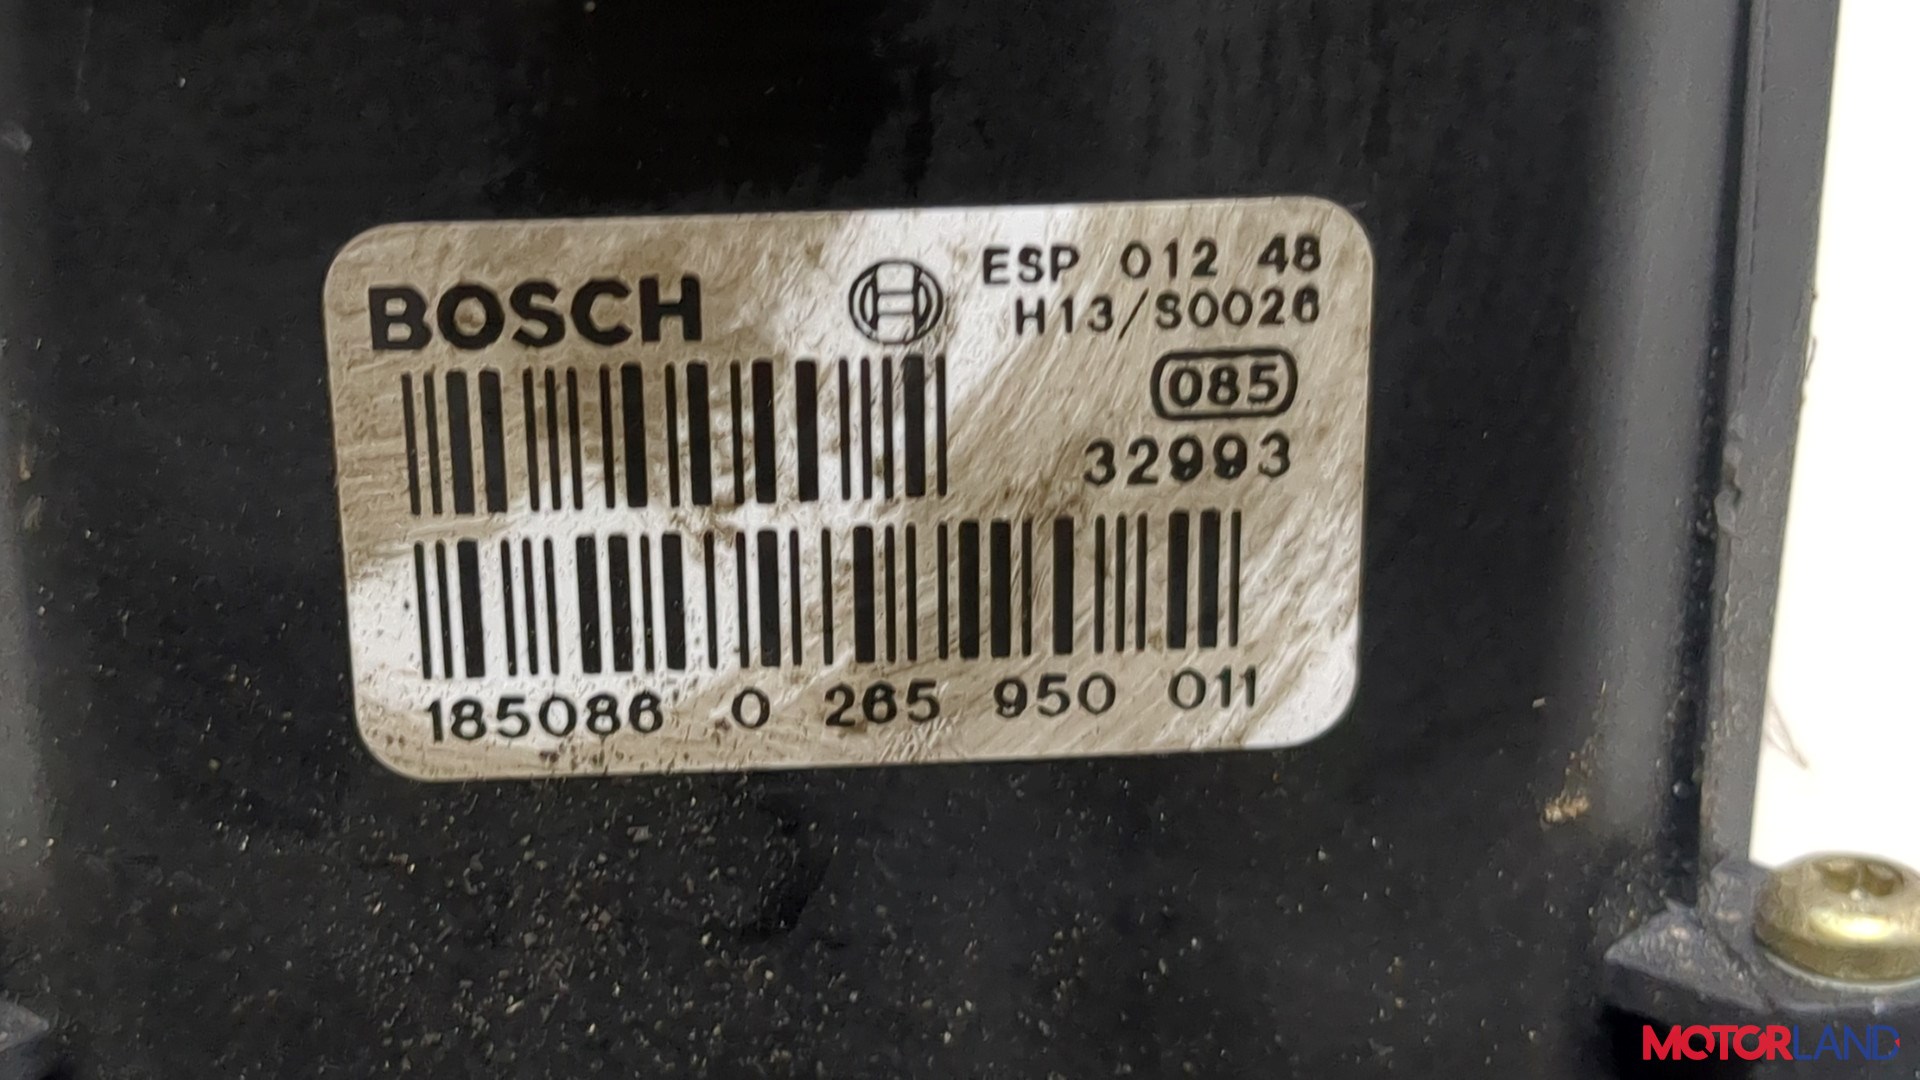 BOSCH
ESP 012 48
H13/S0026
085
32993
185086 0 265 950 011
MOTORLAND